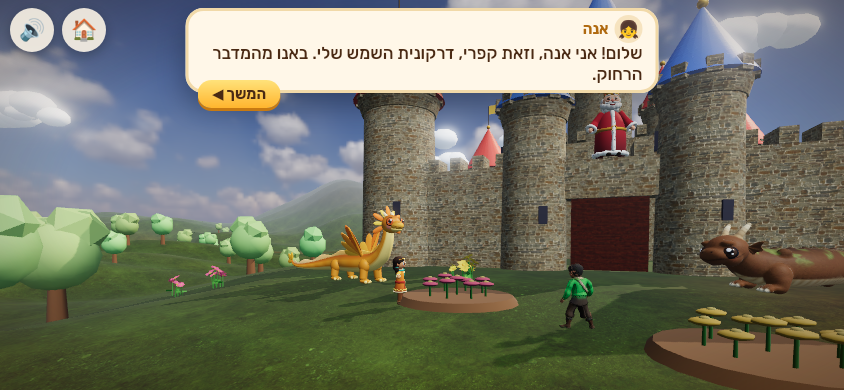 אנה
שלום! אני אנה, וזאת קפרי, דרקונית השמש שלי. באנו מהמדבר
הרחוק.
המשך ◀